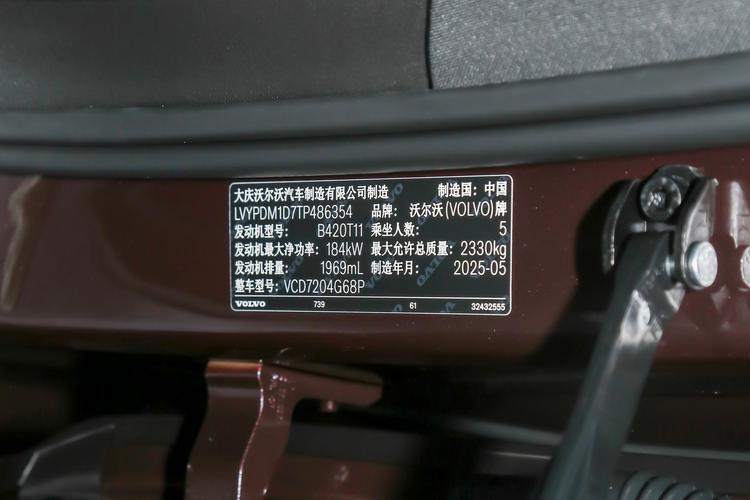 大庆沃尔沃汽车制造有限公司制造 制造国：中国
LVYPDM1D7TP486354 品牌：沃尔沃(VOLVO)牌
发动机型号：B420T11 乘坐人数：5
发动机最大净功率：184kW 最大允许总质量：2330kg
发动机排量：1969mL 制造年月：2025-05
整车型号：VCD7204G68P
VOLVO 739 61 32432555